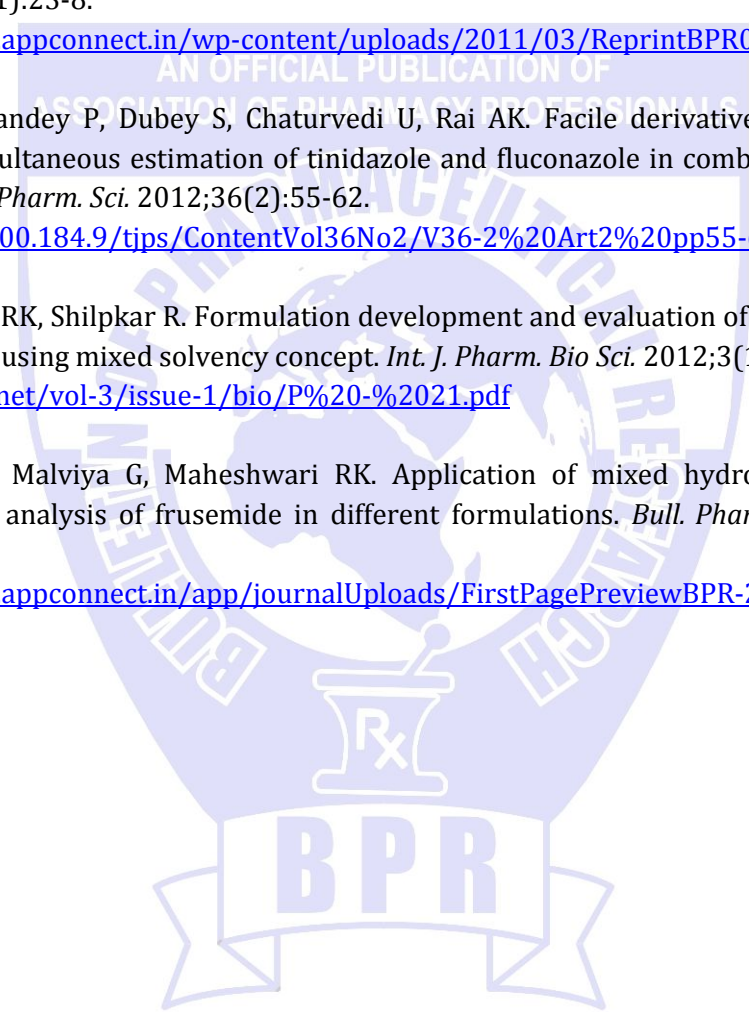 1):23-8.
appconnect.in/wp-content/uploads/2011/03/ReprintBPR0
AN OFFICIAL PUBLICATION OF
ASSOCIATION OF PHARMACY PROFESSIONALS
andey P, Dubey S, Chaturvedi U, Rai AK. Facile derivative
ultaneous estimation of tinidazole and fluconazole in comb
Pharm. Sci. 2012;36(2):55-62.
00.184.9/tjps/ContentVol36No2/V36-2%20Art2%20pp55-
RK, Shilpkar R. Formulation development and evaluation of
using mixed solvency concept. Int. J. Pharm. Bio Sci. 2012;3(1
net/vol-3/issue-1/bio/P%20-%2021.pdf
Malviya G, Maheshwari RK. Application of mixed hydro
analysis of frusemide in different formulations. Bull. Phar
appconnect.in/app/journalUploads/FirstPagePreviewBPR-2
BULLETIN OF PHARMACEUTICAL RESEARCH
Rx
BPR